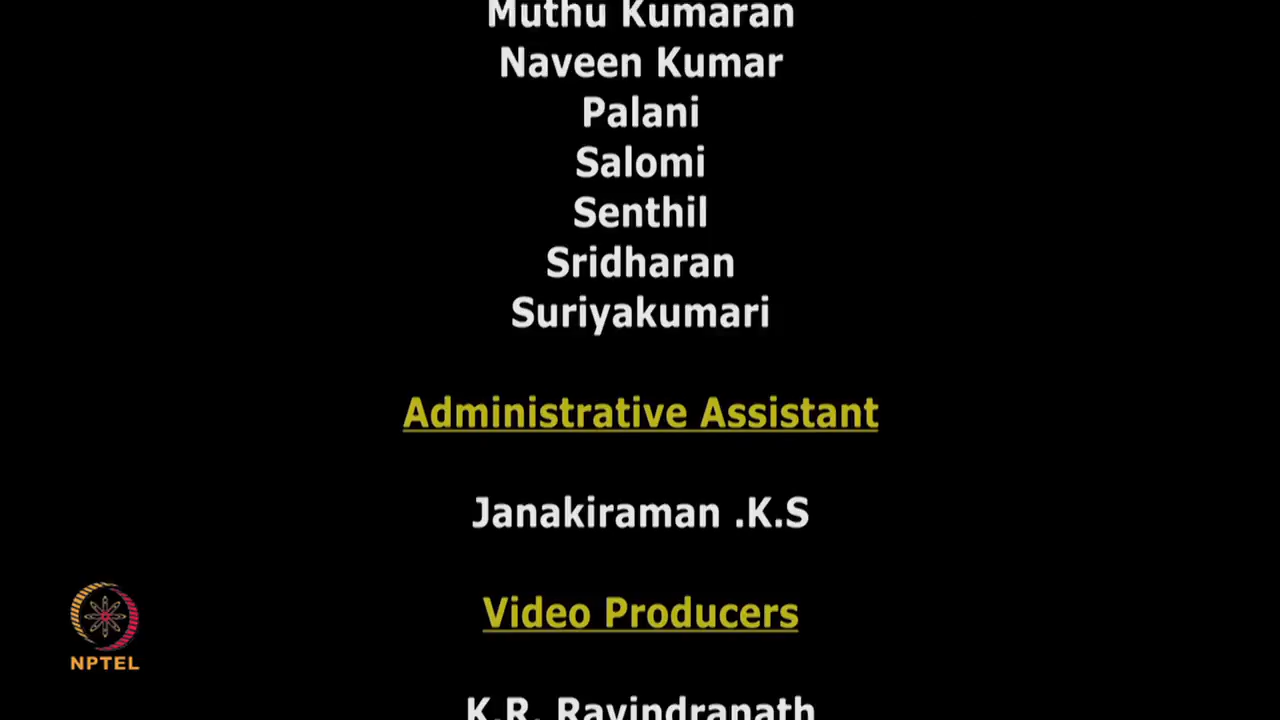 Muthu Kumaran
Naveen Kumar
Palani
Salomi
Senthil
Sridharan
Suriyakumari
Administrative Assistant
Janakiraman .K.S
Video Producers
NPTEL
K.R. Ravindranath